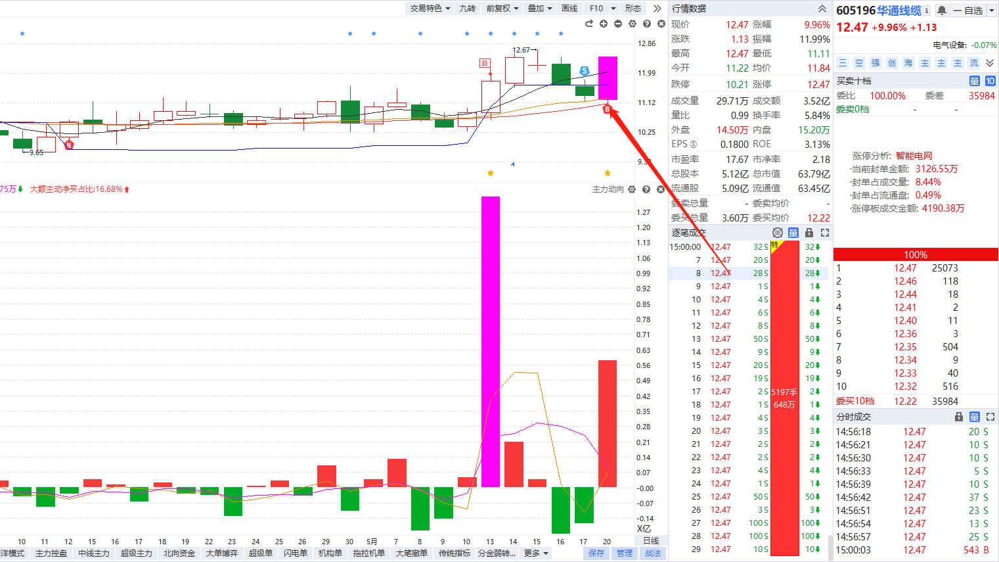 交易特色 九转 前复权 叠加 画线 F10 形态
12.86
11.99
11.12
10.25
12.67
9.65
自
S
B
B
75万 大额主动净买占比:16.68% 主力动向
1.27
1.20
1.13
1.06
0.99
0.92
0.85
0.78
0.71
0.63
0.56
0.49
0.42
0.35
0.28
0.21
0.14
0.07
-0.00
-0.07
-0.14
X亿
10 11 12 15 16 17 18 19 22 23 24 25 26 29 30 5月 7 8 9 10 13 14 15 16 17 20 日线
洋模式 主力控盘 中线主力 超级主力 北向资金 大单博弈 超级单 闪电单 机构单 拖拉机单 大笔撤单 传统指标 分金弱转... 更多 保存 管理 战法
行情数据
现价 12.47 涨幅 9.96%
涨跌 1.13 振幅 11.99%
最高 12.47 最低 11.11
今开 11.22 均价 11.84
跌停 10.21 涨停 12.47
成交量 29.71万 成交额 3.52亿
量比 0.99 换手率 5.84%
外盘 14.50万 内盘 15.20万
EPS① 0.1800 ROE 3.13%
市盈率 17.67 市净率 2.18
总股本 5.12亿 总市值 63.79亿
流通股 5.09亿 流通值 63.45亿
委卖总量 - 委卖均价 -
委买总量 3.60万 委买均价 12.22
逐笔成交 单 量
特
15:00:00 12.47 32 S 32
7 12.47 20 S 20
8 12.47 28 S 28
9 12.47 1 S 1
10 12.47 4 S 4
11 12.47 6 S 6
12 12.47 8 S 8
13 12.47 50 S 50
14 12.47 9 S 9
15 12.47 20 S 20
16 12.47 19 S 19
17 12.47 2 S 2
18 12.47 1 S 1
19 12.47 4 S 4
20 12.47 3 S 3
21 12.47 2 S 2
22 12.47 2 S 2
23 12.47 4 S 4
24 12.47 1 S 1
25 12.47 50 S 50
26 12.47 3 S 3
27 12.47 100 S 100
28 12.47 100 S 100
29 12.47 10 S 10
5197手
648万
605196 华通线缆 自选
12.47 +9.96% +1.13
电气设备: -0.07%
三 空 强 创 海 主 主 主 流
买卖十档 量 10
委比 100.00% 委差 35984
委卖0档 - -
涨停分析: 智能电网
·当前封单金额: 3126.55万
·封单占成交量: 8.44%
·封单占流通盘: 0.49%
·涨停板成交金额: 4190.38万
100%
1 12.47 25073
2 12.46 118
3 12.44 18
4 12.41 2
5 12.40 11
6 12.36 3
7 12.35 504
8 12.34 9
9 12.33 40
10 12.32 516
委买10档 12.22 35984
分时成交 量
14:56:18 12.47 20 S
14:56:21 12.47 10 S
14:56:30 12.47 10 S
14:56:33 12.47 5 S
14:56:39 12.47 10 S
14:56:42 12.47 37 S
14:56:51 12.47 23 S
14:56:54 12.47 13 S
14:56:57 12.47 25 S
15:00:03 12.47 543 B